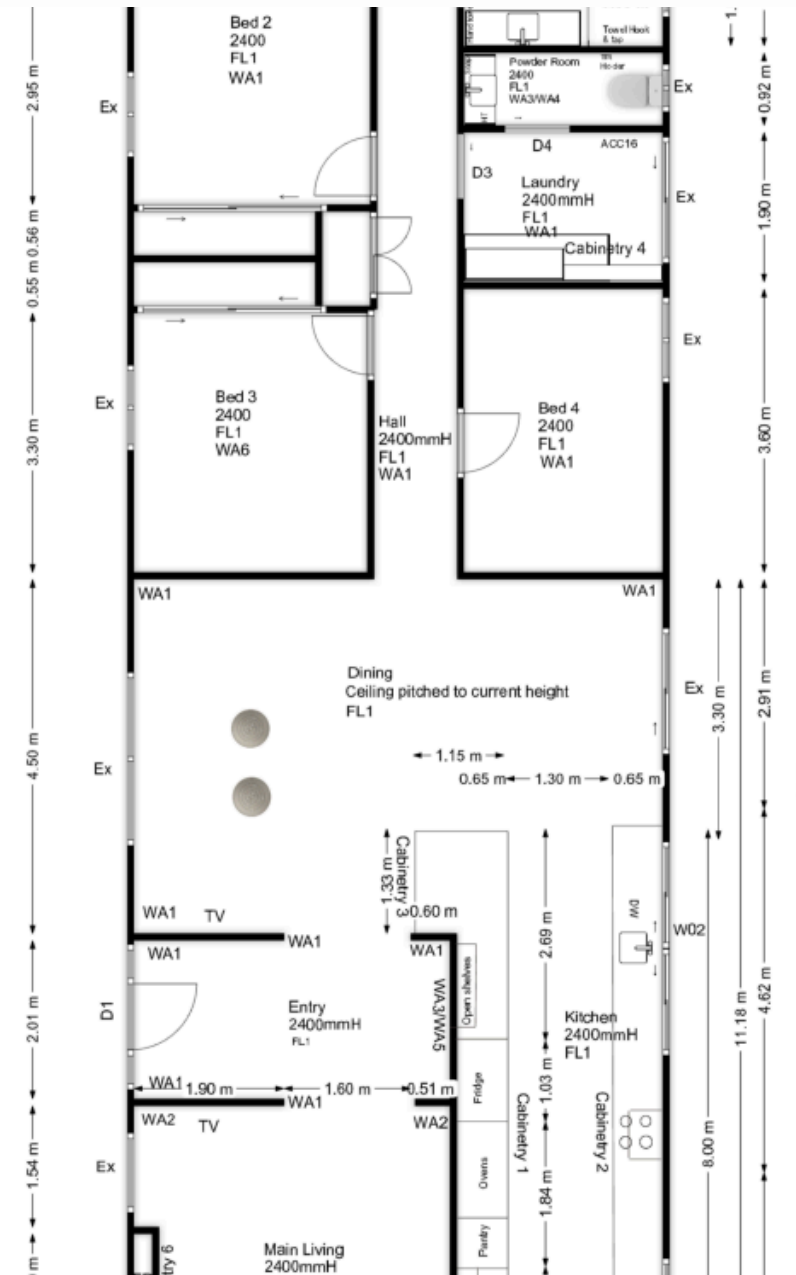 Bed 2
2400
FL1
WA1
Towel Hook
& tap
1.
Powder Room
2400
FL1
WA3/WA4
HT
Ex
Ex
2.95 m
0.92 m
D4
ACC16
D3
Laundry
2400mmH
FL1
WA1
Cabinetry 4
Ex
1.90 m
0.56 m
0.55 m
Ex
Bed 3
2400
FL1
WA6
Ex
3.30 m
Hall
2400mmH
FL1
WA1
Bed 4
2400
FL1
WA1
3.60 m
WA1
WA1
Dining
Ceiling pitched to current height
FL1
Ex
3.30 m
2.91 m
Ex
4.50 m
1.15 m
0.65 m
1.30 m
0.65 m
1.33 m
Cabinetry 3
0.60 m
WA1
TV
WA1
WA1
WA1
D/W
W02
2.69 m
Open shelves
WA3/WA5
D1
2.01 m
Entry
2400mmH
FL1
Kitchen
2400mmH
FL1
11.18 m
4.62 m
WA1
1.90 m
1.60 m
0.51 m
WA1
Fridge
1.03 m
WA2
TV
WA2
Cabinetry 1
Cabinetry 2
8.00 m
Ex
1.54 m
Ovens
1.84 m
Pantry
Main Living
2400mmH
try 6
m